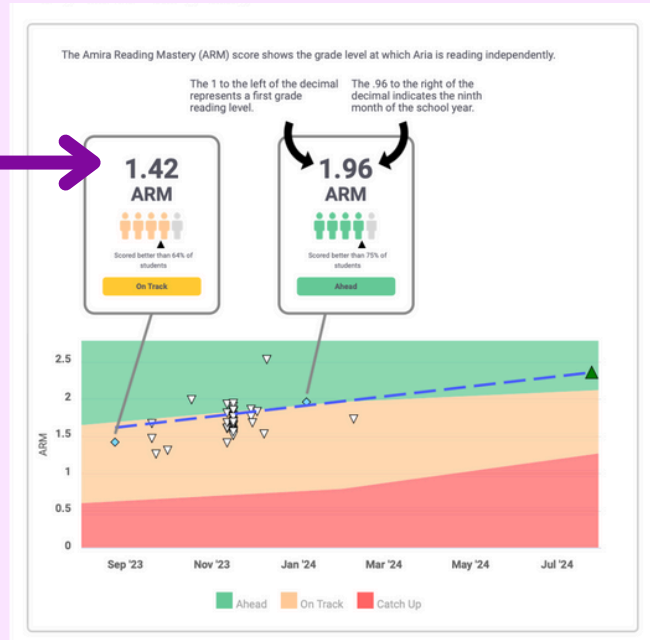 The Amira Reading Mastery (ARM) score shows the grade level at which Aria is reading independently.
The 1 to the left of the decimal
represents a first grade
reading level.
The .96 to the right of the
decimal indicates the ninth
month of the school year.
1.42
ARM
Scored better than 64% of
students
On Track
1.96
ARM
Scored better than 75% of
students
Ahead
ARM
2.5
2
1.5
1
0.5
0
Sep '23
Nov '23
Jan '24
Mar '24
May '24
Jul '24
Ahead
On Track
Catch Up